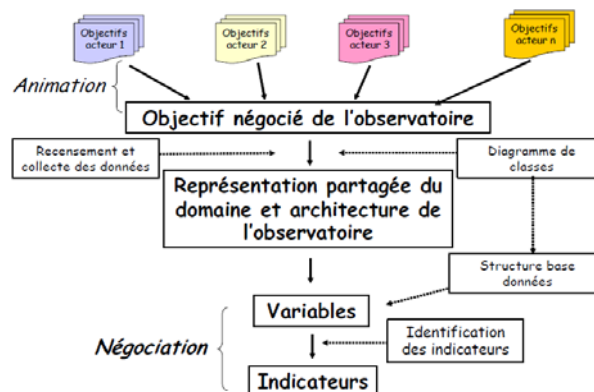 Objectifs
acteur 1
Objectifs
acteur 2
Objectifs
acteur 3
Objectifs
acteur n
Animation
Objectif négocié de l'observatoire
Recensement et
collecte des données
Diagramme de
classes
Représentation partagée du
domaine et architecture de
l'observatoire
Structure base
données
Variables
Négociation
Identification
des indicateurs
Indicateurs